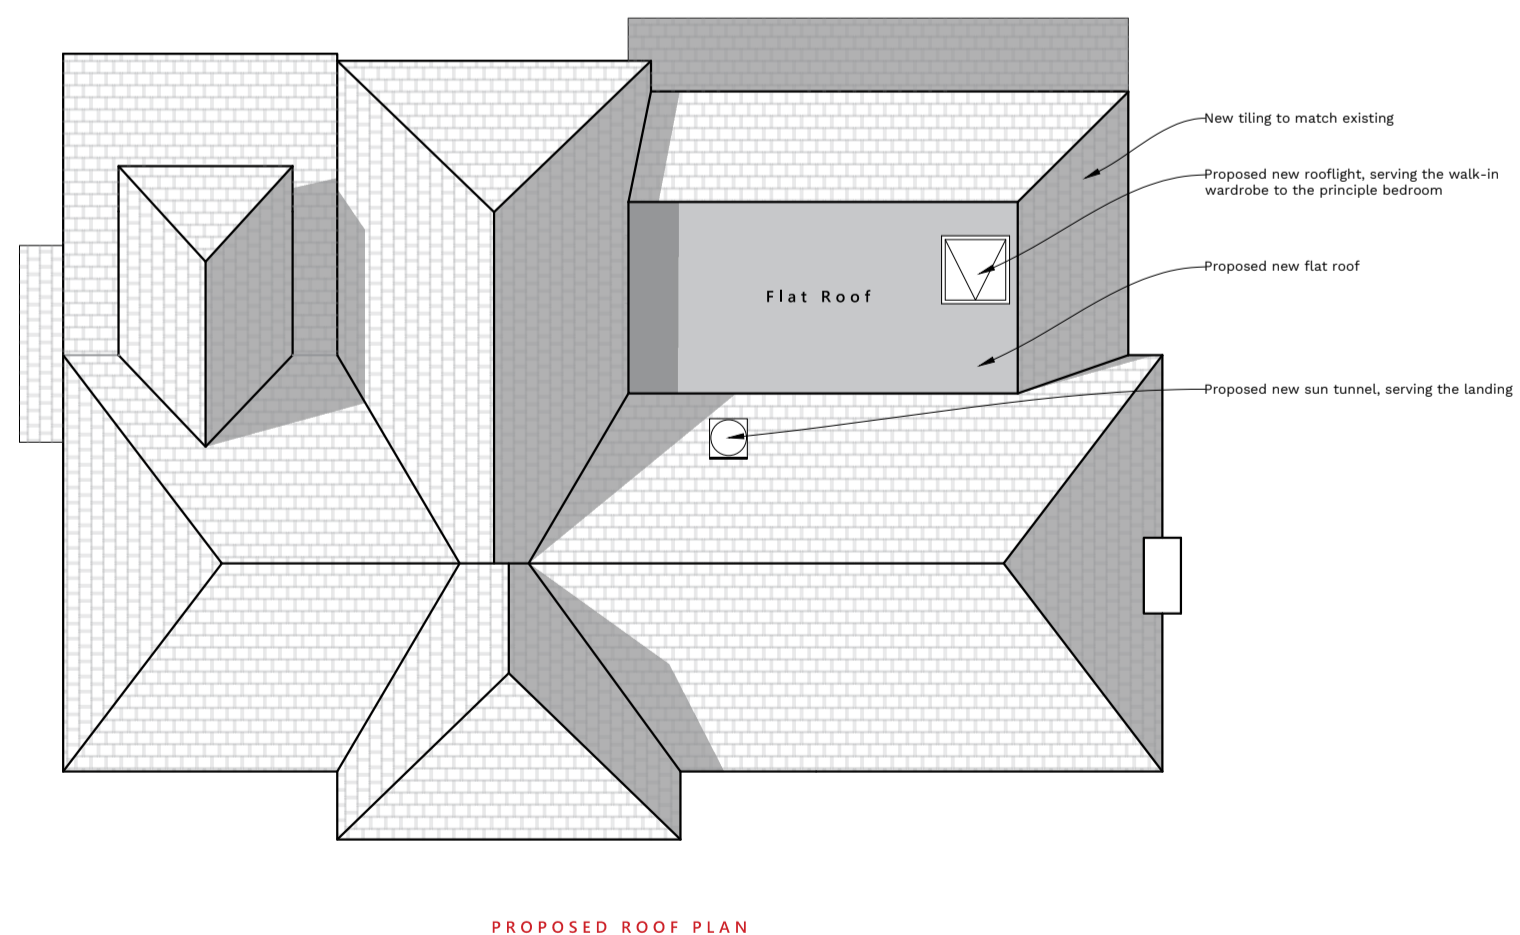 New tiling to match existing
Proposed new rooflight, serving the walk-in
wardrobe to the principle bedroom
Proposed new flat roof
Flat Roof
Proposed new sun tunnel, serving the landing
PROPOSED ROOF PLAN